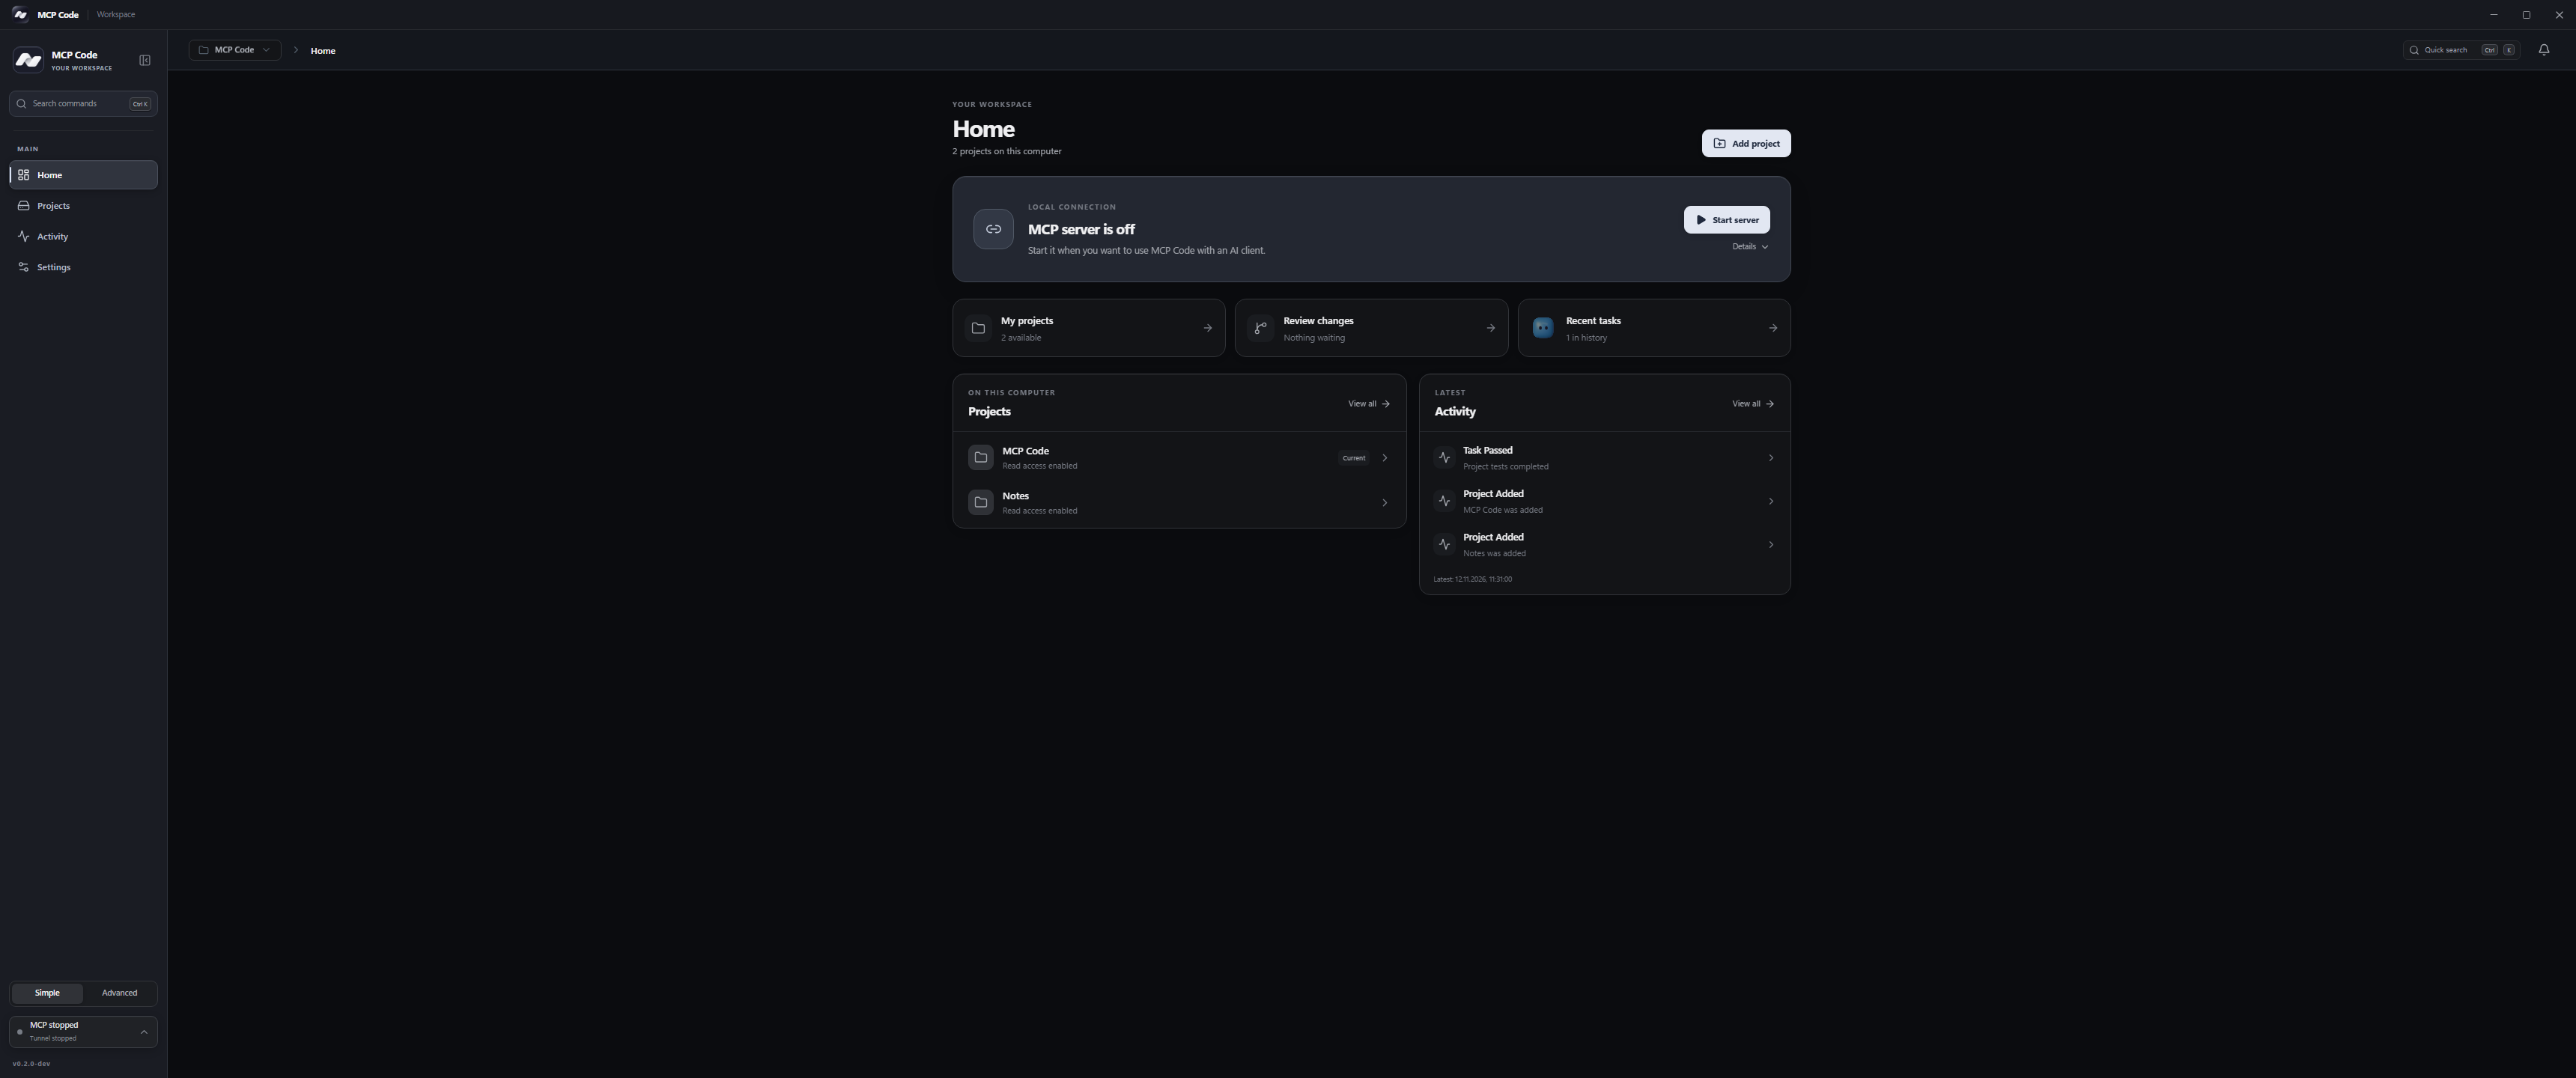 MCP Code
Workspace
MCP Code
YOUR WORKSPACE
Search commands
Ctrl K
MAIN
Home
Projects
Activity
Settings
Simple
Advanced
MCP stopped
Tunnel stopped
v0.2.0-dev
MCP Code
Home
Quick search
Ctrl
K
YOUR WORKSPACE
Home
2 projects on this computer
Add project
LOCAL CONNECTION
MCP server is off
Start it when you want to use MCP Code with an AI client.
Start server
Details
My projects
2 available
Review changes
Nothing waiting
Recent tasks
1 in history
ON THIS COMPUTER
Projects
View all
MCP Code
Read access enabled
Current
Notes
Read access enabled
LATEST
Activity
View all
Task Passed
Project tests completed
Project Added
MCP Code was added
Project Added
Notes was added
Latest: 12.11.2026, 11:31:00